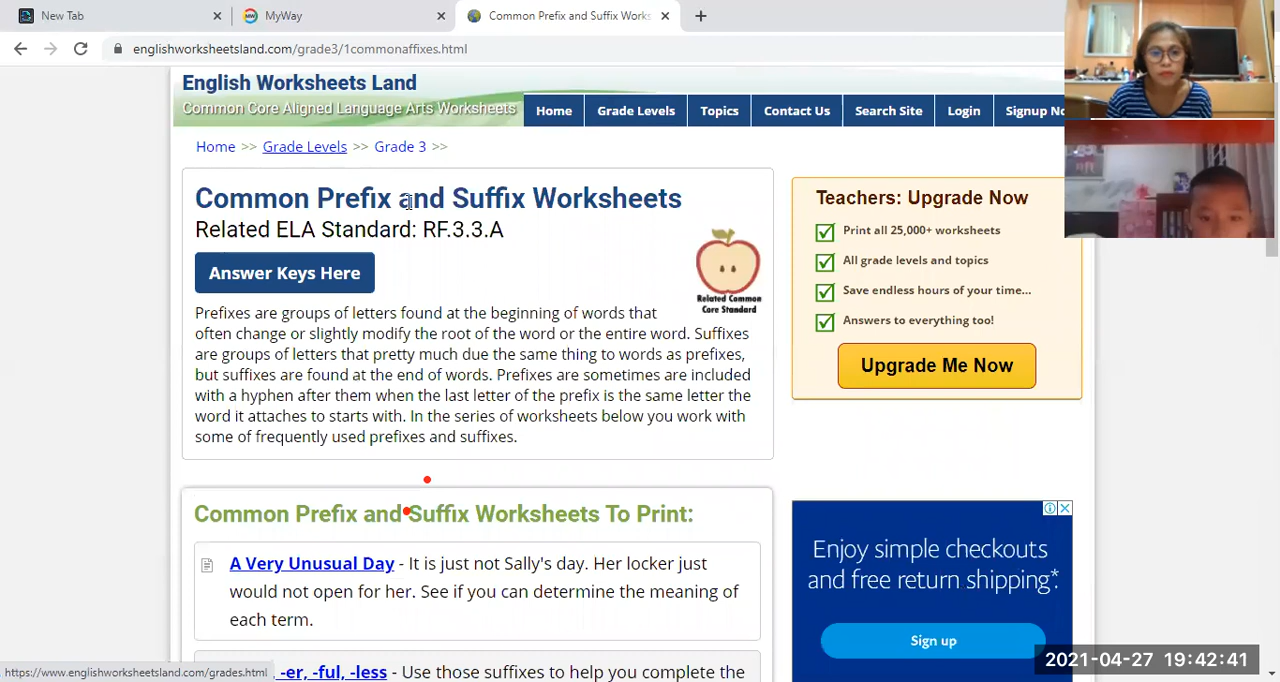 New Tab
MyWay
Common Prefix and Suffix Works
englishworksheetsland.com/grade3/1commonaffixes.html
English Worksheets Land
Common Core Aligned Language Arts Worksheets
Home Grade Levels Topics Contact Us Search Site Login Signup No
Home >> Grade Levels >> Grade 3 >>
Common Prefix and Suffix Worksheets
Related ELA Standard: RF.3.3.A
Answer Keys Here
Related Common
Core Standard
Prefixes are groups of letters found at the beginning of words that
often change or slightly modify the root of the word or the entire word. Suffixes
are groups of letters that pretty much due the same thing to words as prefixes,
but suffixes are found at the end of words. Prefixes are sometimes are included
with a hyphen after them when the last letter of the prefix is the same letter the
word it attaches to starts with. In the series of worksheets below you work with
some of frequently used prefixes and suffixes.
Teachers: Upgrade Now
Print all 25,000+ worksheets
All grade levels and topics
Save endless hours of your time...
Answers to everything too!
Upgrade Me Now
Common Prefix and Suffix Worksheets To Print:
A Very Unusual Day - It is just not Sally's day. Her locker just
would not open for her. See if you can determine the meaning of
each term.
, -er, -ful, -less - Use those suffixes to help you complete the
Enjoy simple checkouts
and free return shipping.*
Sign up
https://www.englishworksheetsland.com/grades.html
2021-04-27 19:42:41